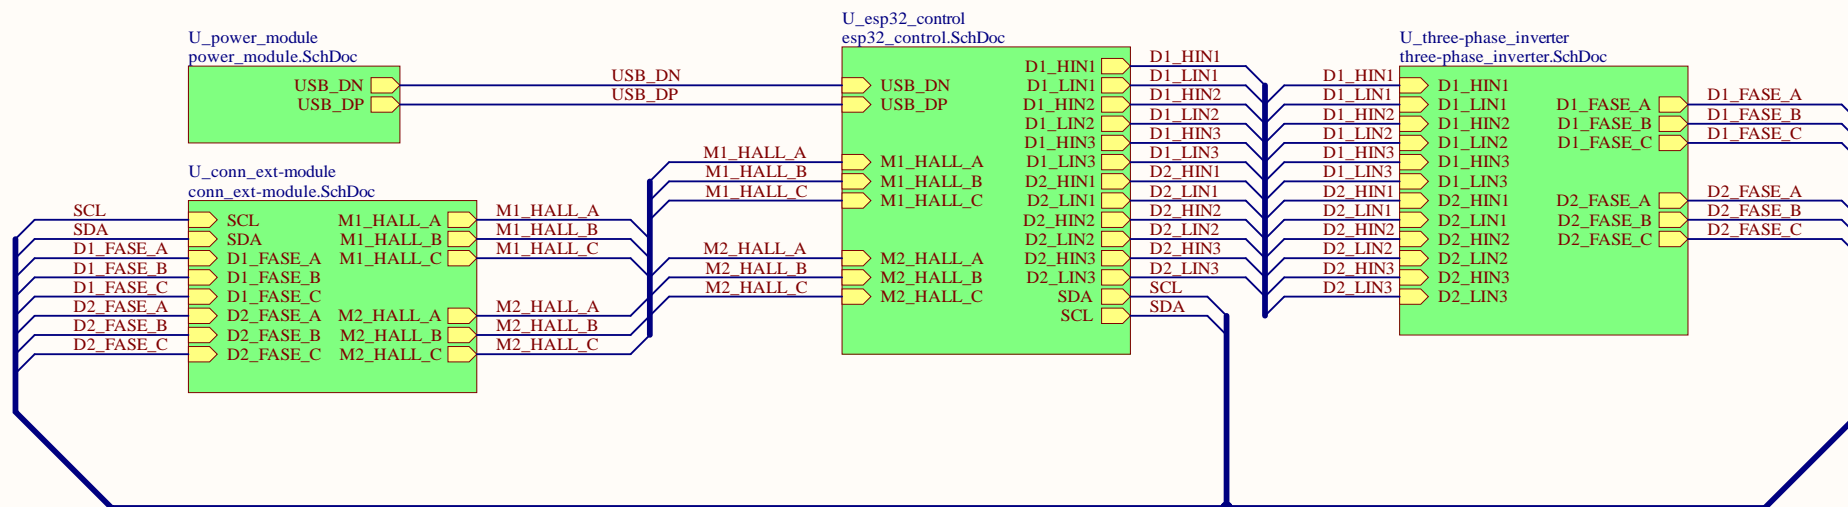 U_power_module
power_module.SchDoc
USB_DN
USB_DP
USB_DN
USB_DP
U_conn_ext-module
conn_ext-module.SchDoc
SCL
SDA
D1_FASE_A
D1_FASE_B
D1_FASE_C
D2_FASE_A
D2_FASE_B
D2_FASE_C
SCL
SDA
D1_FASE_A
D1_FASE_B
D1_FASE_C
D2_FASE_A
D2_FASE_B
D2_FASE_C
M1_HALL_A
M1_HALL_B
M1_HALL_C
M2_HALL_A
M2_HALL_B
M2_HALL_C
M1_HALL_A
M1_HALL_B
M1_HALL_C
M2_HALL_A
M2_HALL_B
M2_HALL_C
M1_HALL_A
M1_HALL_B
M1_HALL_C
M2_HALL_A
M2_HALL_B
M2_HALL_C
U_esp32_control
esp32_control.SchDoc
USB_DN
USB_DP
M1_HALL_A
M1_HALL_B
M1_HALL_C
M2_HALL_A
M2_HALL_B
M2_HALL_C
D1_HIN1
D1_LIN1
D1_HIN2
D1_LIN2
D1_HIN3
D1_LIN3
D2_HIN1
D2_LIN1
D2_HIN2
D2_LIN2
D2_HIN3
D2_LIN3
SDA
SCL
D1_HIN1
D1_LIN1
D1_HIN2
D1_LIN2
D1_HIN3
D1_LIN3
D2_HIN1
D2_LIN1
D2_HIN2
D2_LIN2
D2_HIN3
D2_LIN3
SCL
SDA
D1_HIN1
D1_LIN1
D1_HIN2
D1_LIN2
D1_HIN3
D1_LIN3
D2_HIN1
D2_LIN1
D2_HIN2
D2_LIN2
D2_HIN3
D2_LIN3
U_three-phase_inverter
three-phase_inverter.SchDoc
D1_HIN1
D1_LIN1
D1_HIN2
D1_LIN2
D1_HIN3
D1_LIN3
D2_HIN1
D2_LIN1
D2_HIN2
D2_LIN2
D2_HIN3
D2_LIN3
D1_FASE_A
D1_FASE_B
D1_FASE_C
D2_FASE_A
D2_FASE_B
D2_FASE_C
D1_FASE_A
D1_FASE_B
D1_FASE_C
D2_FASE_A
D2_FASE_B
D2_FASE_C